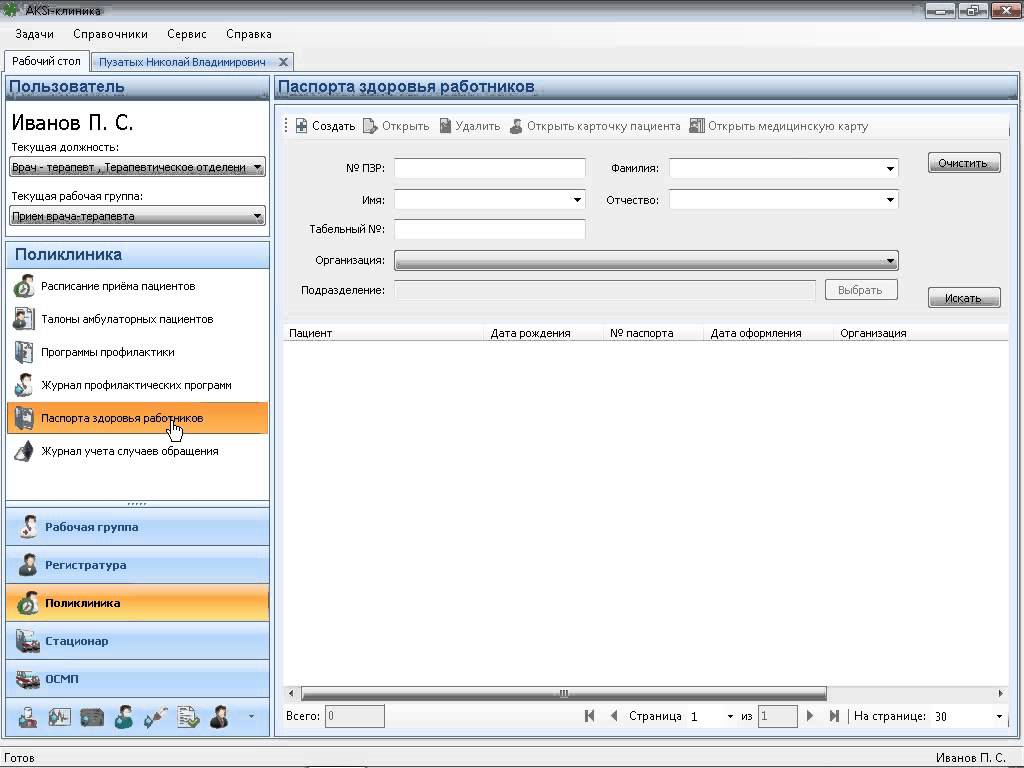 AKSi-клиника
Задачи Справочники Сервис Справка
Рабочий стол Пузатых Николай Владимирович X
Пользователь
Иванов П. С.
Текущая должность:
Врач - терапевт , Терапевтическое отделени
Текущая рабочая группа:
Прием врача-терапевта
Поликлиника
Расписание приёма пациентов
Талоны амбулаторных пациентов
Программы профилактики
Журнал профилактических программ
Паспорта здоровья работников
Журнал учета случаев обращения
Рабочая группа
Регистратура
Поликлиника
Стационар
ОСМП
Паспорта здоровья работников
Создать Открыть Удалить Открыть карточку пациента Открыть медицинскую карту
№ ПЗР: Фамилия: Очистить
Имя: Отчество:
Табельный №:
Организация:
Подразделение: Выбрать
Искать
Пациент Дата рождения № паспорта Дата оформления Организация
Всего: 0 Страница 1 из 1 На странице: 30
Готов Иванов П. С.